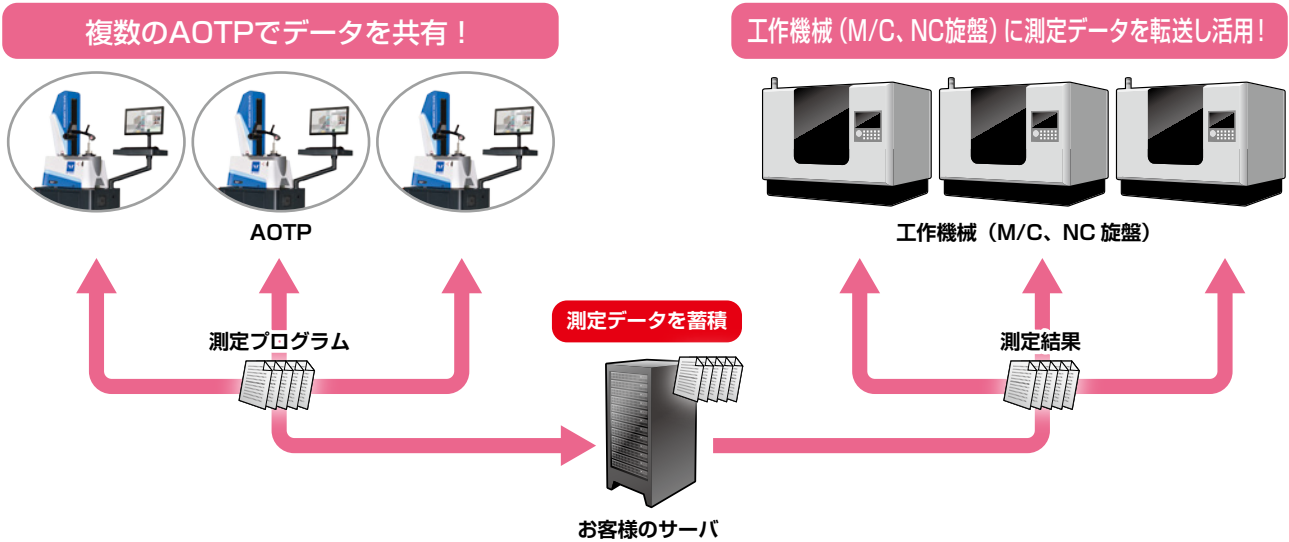 複数のAOTPでデータを共有！
工作機械（M/C、NC旋盤）に測定データを転送し活用！
AOTP
工作機械（M/C、NC 旋盤）
測定データを蓄積
測定プログラム
測定結果
お客様のサーバ